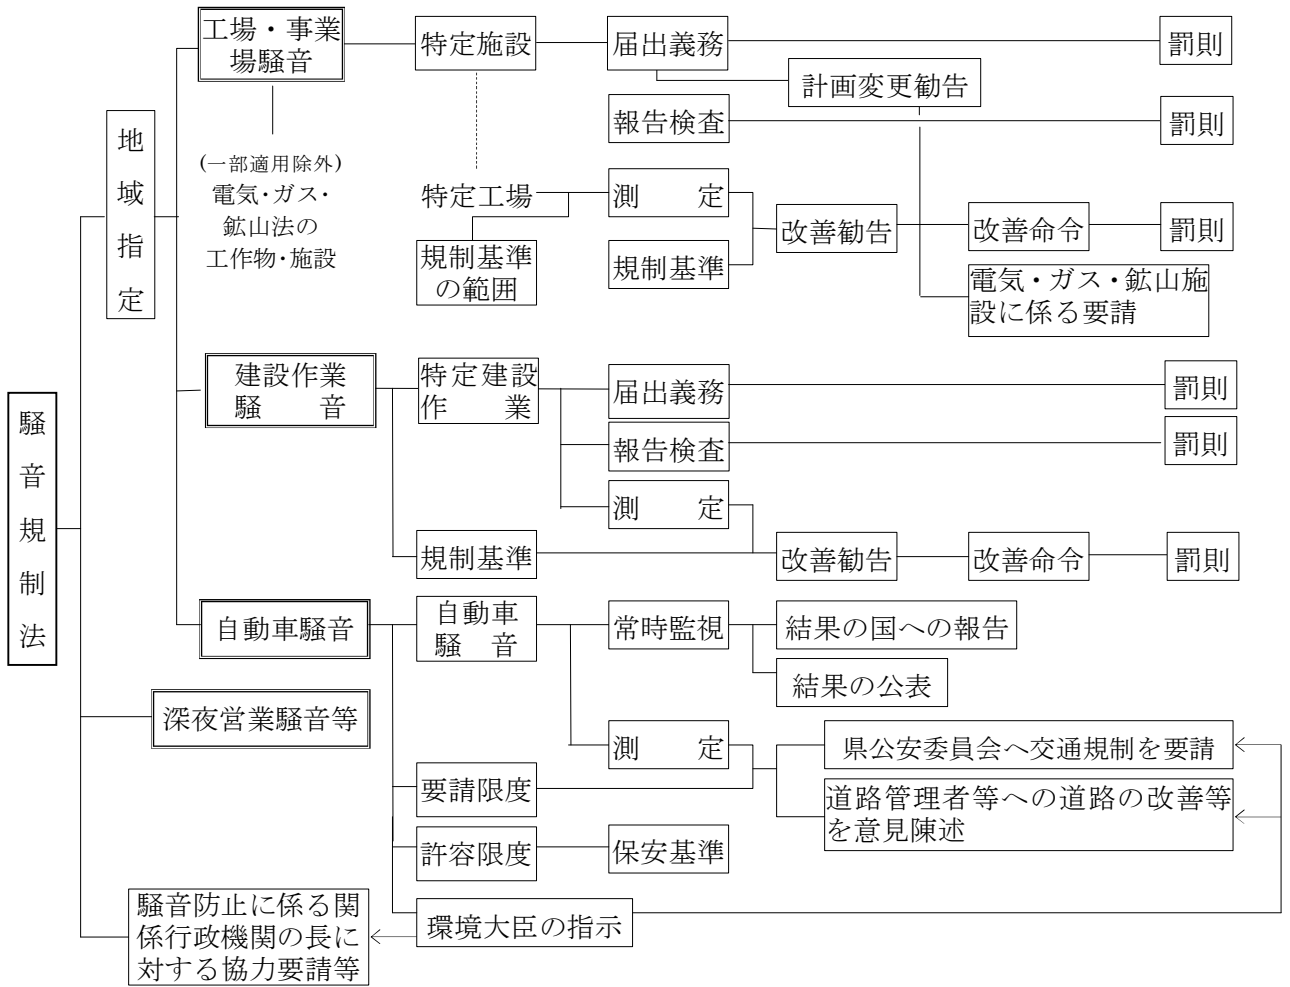 騒音規制法
地域指定
工場・事業
場騒音
特定施設
届出義務
罰則
計画変更勧告
報告検査
罰則
(一部適用除外)
電気・ガス・
鉱山法の
工作物・施設
特定工場
規制基準
の範囲
測　　定
規制基準
改善勧告
改善命令
罰則
電気・ガス・鉱山施
設に係る要請
建設作業
騒　　音
特定建設
作　　業
届出義務
罰則
報告検査
罰則
測　　定
規制基準
改善勧告
改善命令
罰則
自動車騒音
自動車
騒　音
常時監視
結果の国への報告
結果の公表
深夜営業騒音等
測　　定
県公安委員会へ交通規制を要請
要請限度
道路管理者等への道路の改善等
を意見陳述
許容限度
保安基準
騒音防止に係る関
係行政機関の長に
対する協力要請等
環境大臣の指示